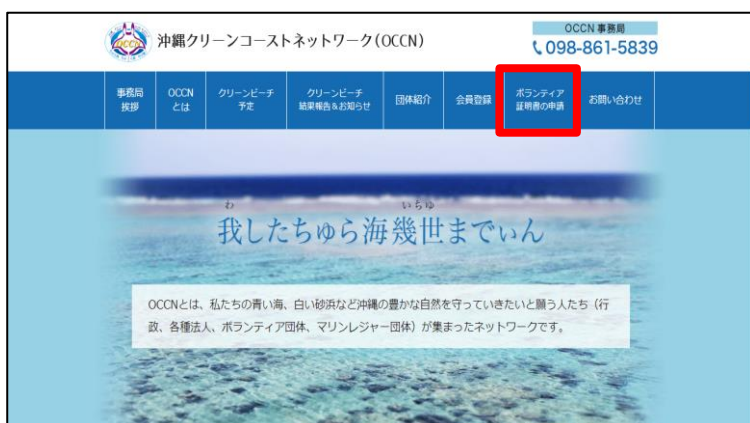 OCCN
沖縄クリーンコーストネットワーク(OCCN)
OCCN 事務局
098-861-5839
事務局
挨拶
OCCN
とは
クリーンビーチ
予定
クリーンビーチ
結果報告&お知らせ
団体紹介
会員登録
ボランティア
証明書の申請
お問い合わせ
わ いちゆ
我したちゅら海幾世までぃん
OCCNとは、私たちの青い海、白い砂浜など沖縄の豊かな自然を守っていきたいと願う人たち（行
政、各種法人、ボランティア団体、マリンレジャー団体）が集まったネットワークです。